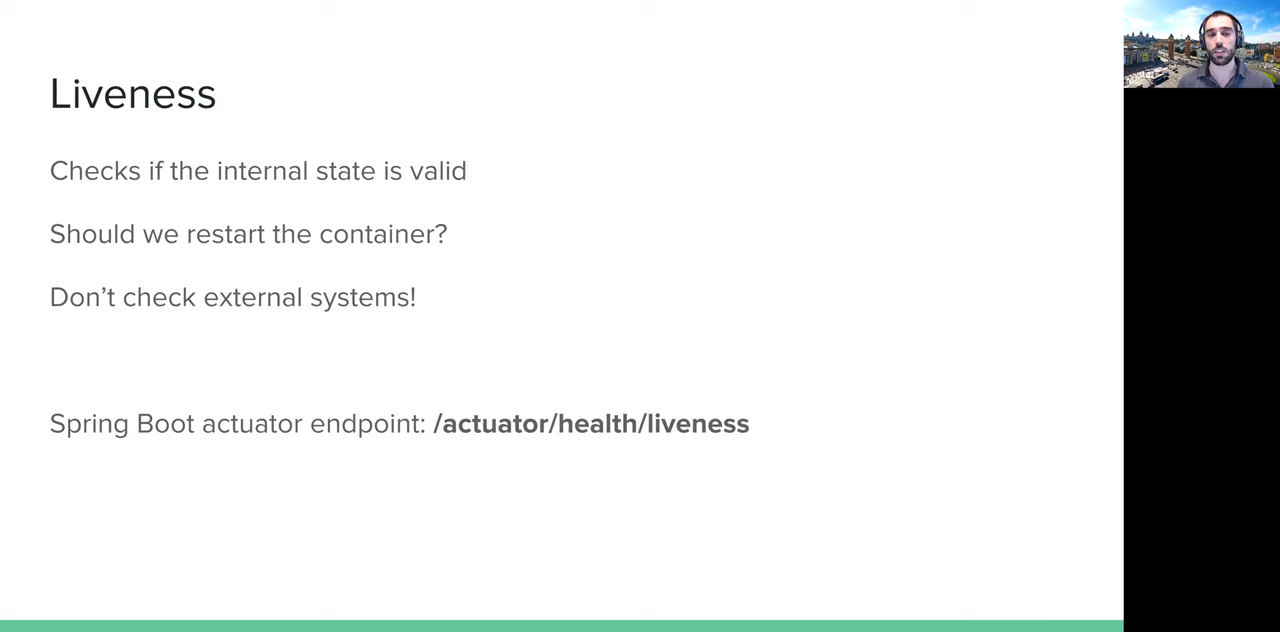 Liveness
Checks if the internal state is valid
Should we restart the container?
Don’t check external systems!
Spring Boot actuator endpoint: /actuator/health/liveness